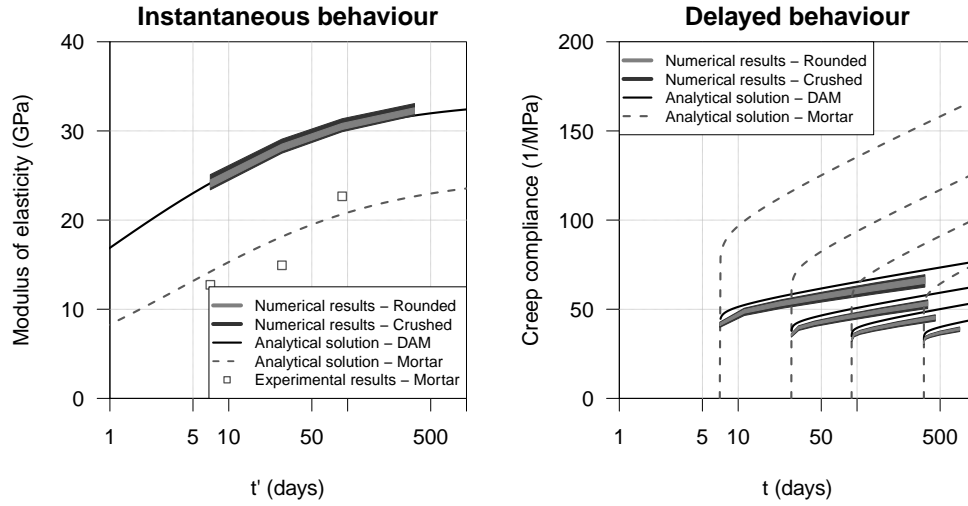 Instantaneous behaviour
Modulus of elasticity (GPa)
40
30
20
10
0
Numerical results − Rounded
Numerical results − Crushed
Analytical solution − DAM
Analytical solution − Mortar
Experimental results − Mortar
1
5
10
50
500
t' (days)
Delayed behaviour
Creep compliance (1/MPa)
200
150
100
50
0
Numerical results − Rounded
Numerical results − Crushed
Analytical solution − DAM
Analytical solution − Mortar
1
5
10
50
500
t (days)